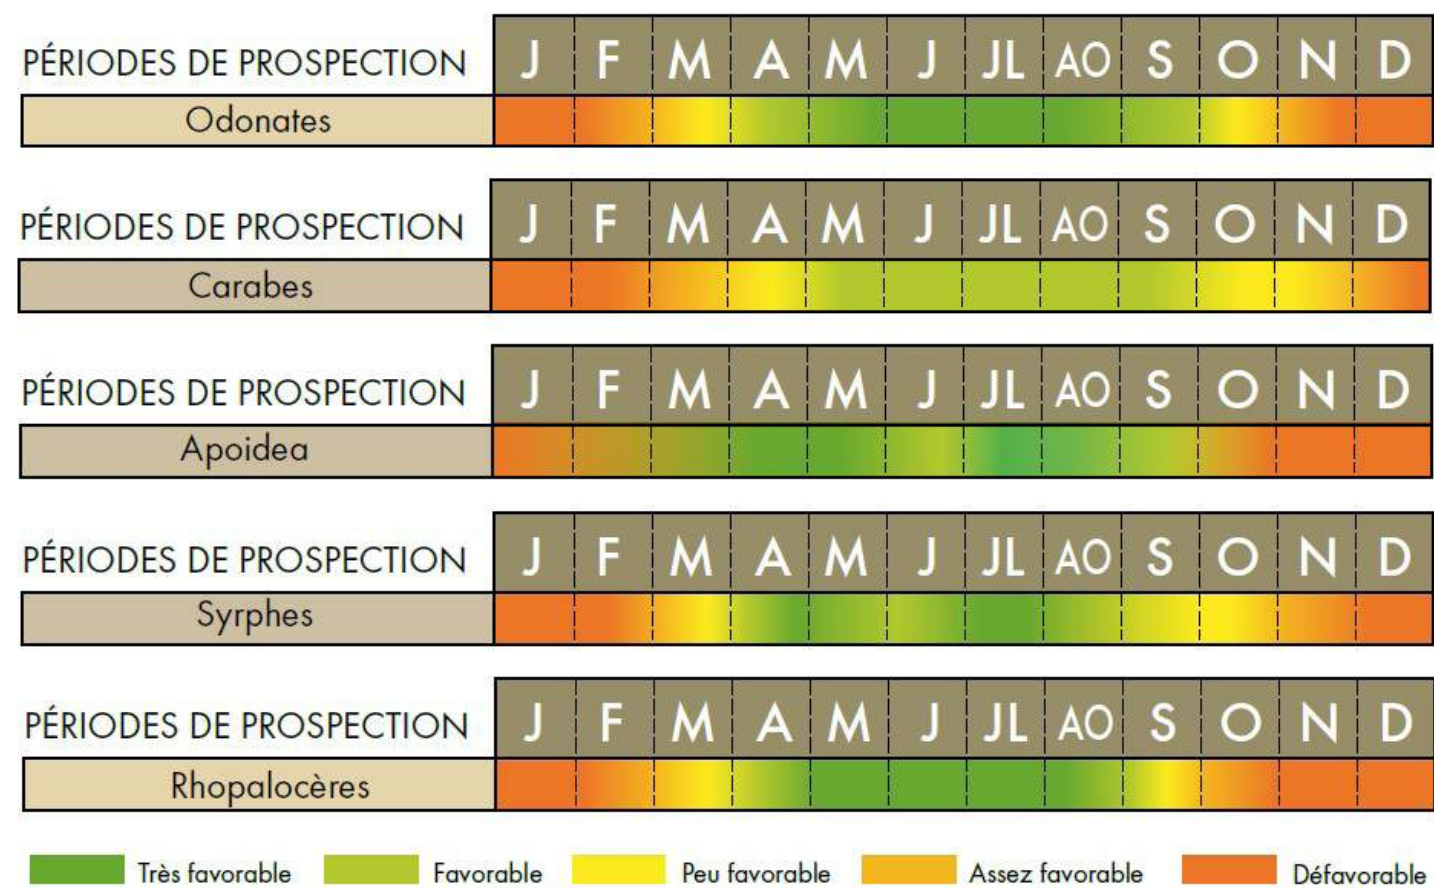 PÉRIODES DE PROSPECTION J F M A M J JL AO S O N D
Odonates
PÉRIODES DE PROSPECTION J F M A M J JL AO S O N D
Carabes
PÉRIODES DE PROSPECTION J F M A M J JL AO S O N D
Apoidea
PÉRIODES DE PROSPECTION J F M A M J JL AO S O N D
Syrphes
PÉRIODES DE PROSPECTION J F M A M J JL AO S O N D
Rhopalocères
Très favorable Favorable Peu favorable Assez favorable Défavorable